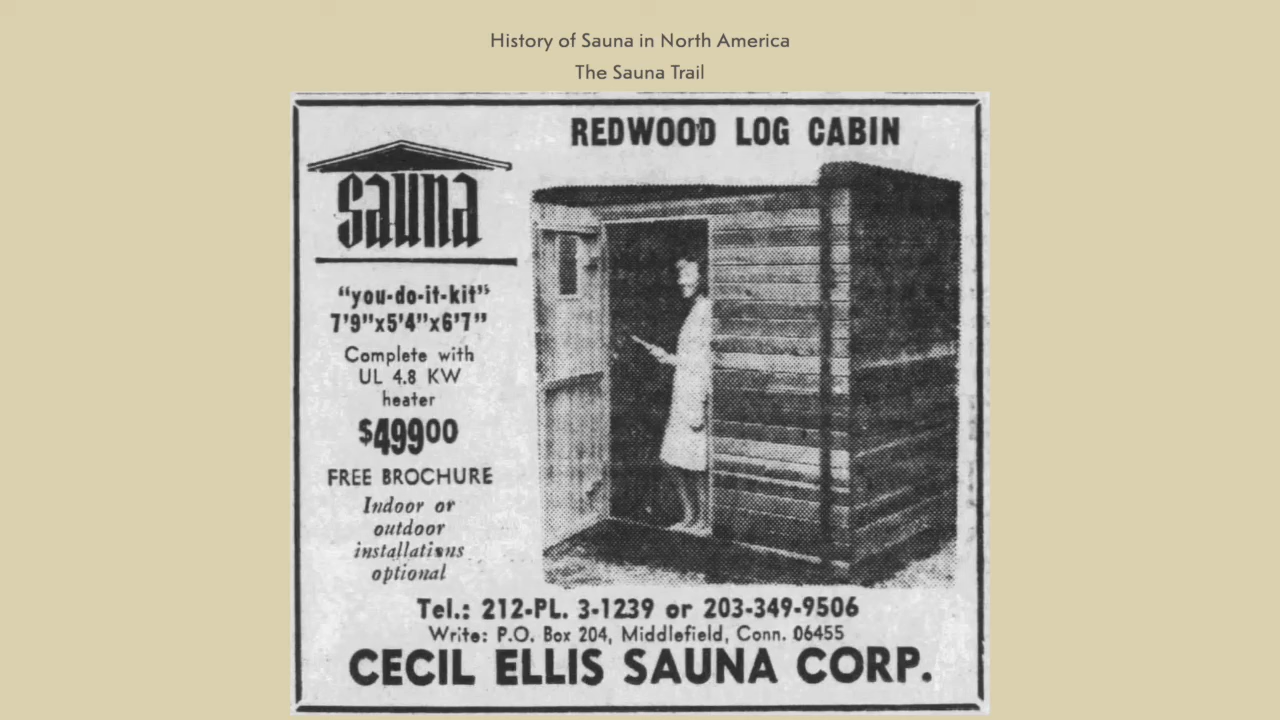 History of Sauna in North America
The Sauna Trail
REDWOOD LOG CABIN
sauna
"you-do-it-kit"
7'9"x5'4"x6'7"
Complete with
UL 4.8 KW
heater
$49900
FREE BROCHURE
Indoor or
outdoor
installations
optional
Tel.: 212-PL. 3-1239 or 203-349-9506
Write: P.O. Box 204, Middlefield, Conn. 06455
CECIL ELLIS SAUNA CORP.